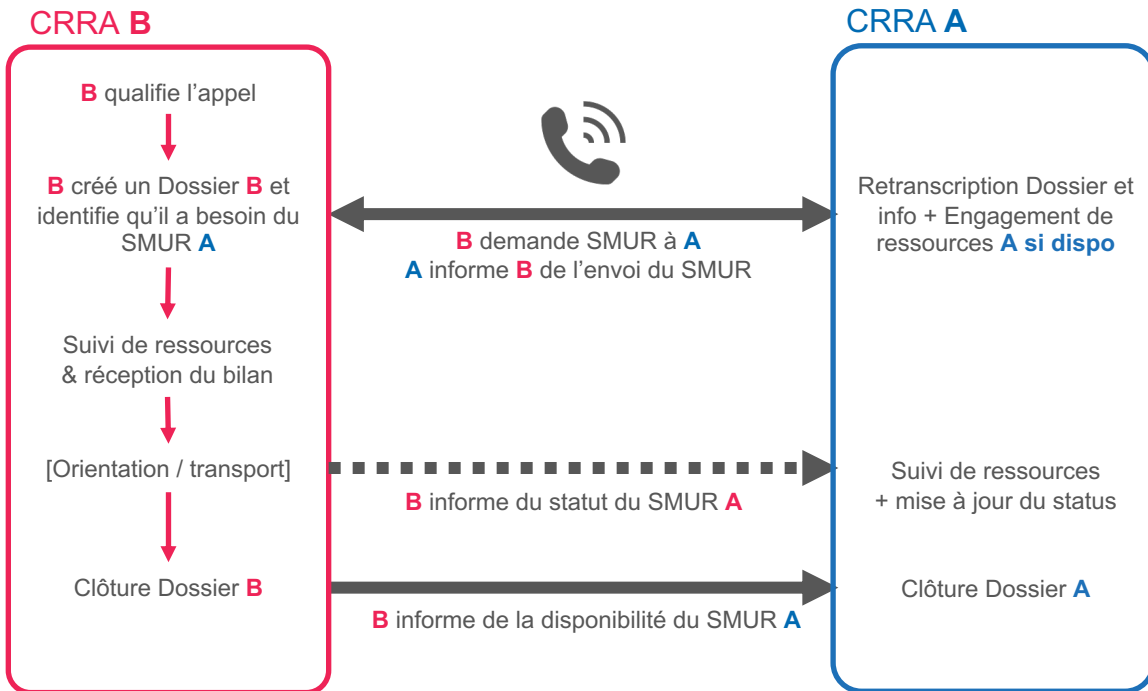 CRRA B
B qualifie l'appel
B créé un Dossier B et
identifie qu'il a besoin du
SMUR A
Suivi de ressources
& réception du bilan
[Orientation / transport]
Clôture Dossier B
B demande SMUR à A
A informe B de l'envoi du SMUR
B informe du statut du SMUR A
B informe de la disponibilité du SMUR A
CRRA A
Retranscription Dossier et
info + Engagement de
ressources A si dispo
Suivi de ressources
+ mise à jour du status
Clôture Dossier A